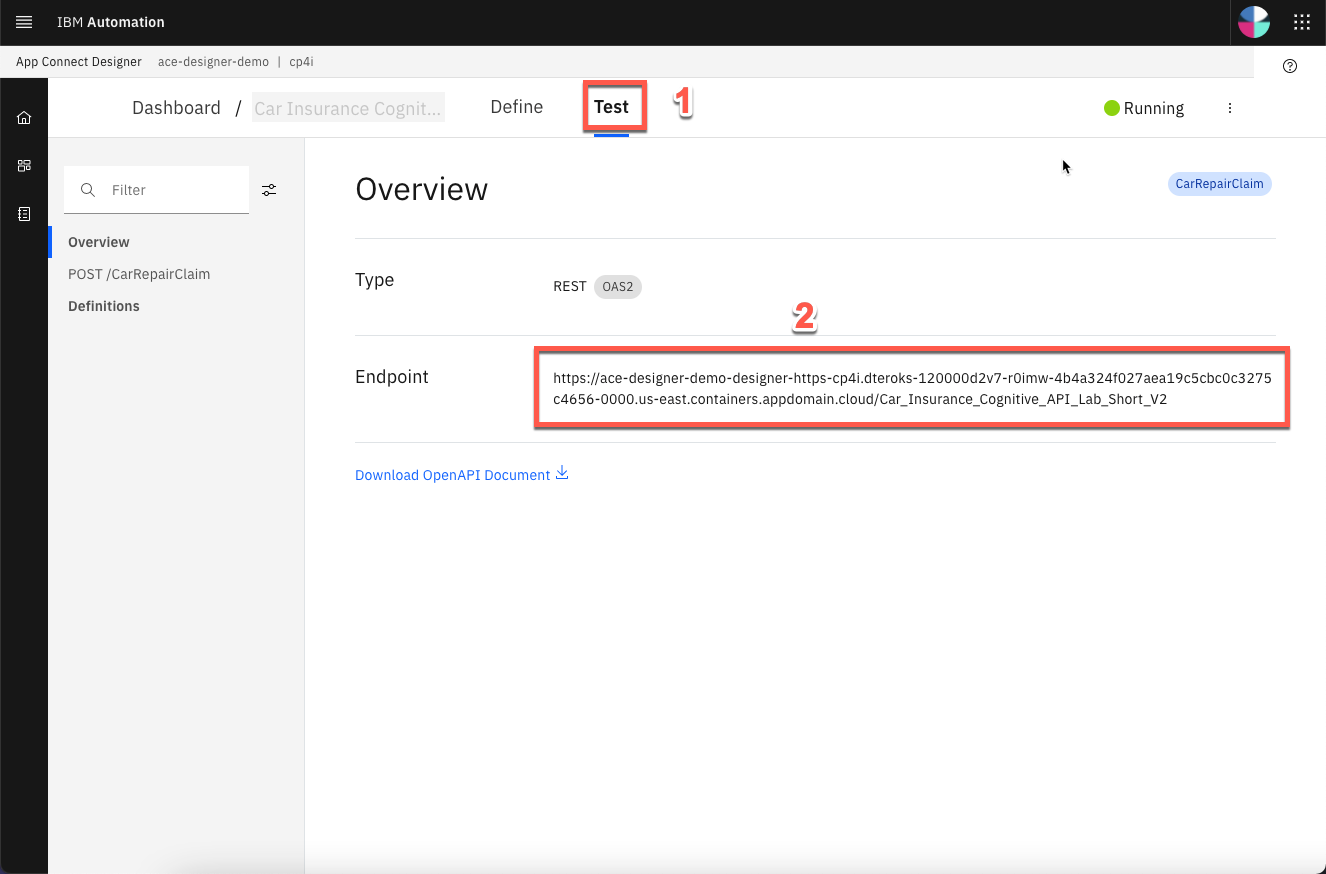 IBM Automation
App Connect Designer ace-designer-demo | cp4i
Dashboard / Car Insurance Cognit...
Define
Test
1
Running
Filter
Overview
POST /CarRepairClaim
Definitions
Overview
CarRepairClaim
Type
REST OAS2
2
Endpoint
https://ace-designer-demo-designer-https-cp4i.dteroks-120000d2v7-r0imw-4b4a324f027aea19c5cbc0c3275
c4656-0000.us-east.containers.appdomain.cloud/Car_Insurance_Cognitive_API_Lab_Short_V2
Download OpenAPI Document